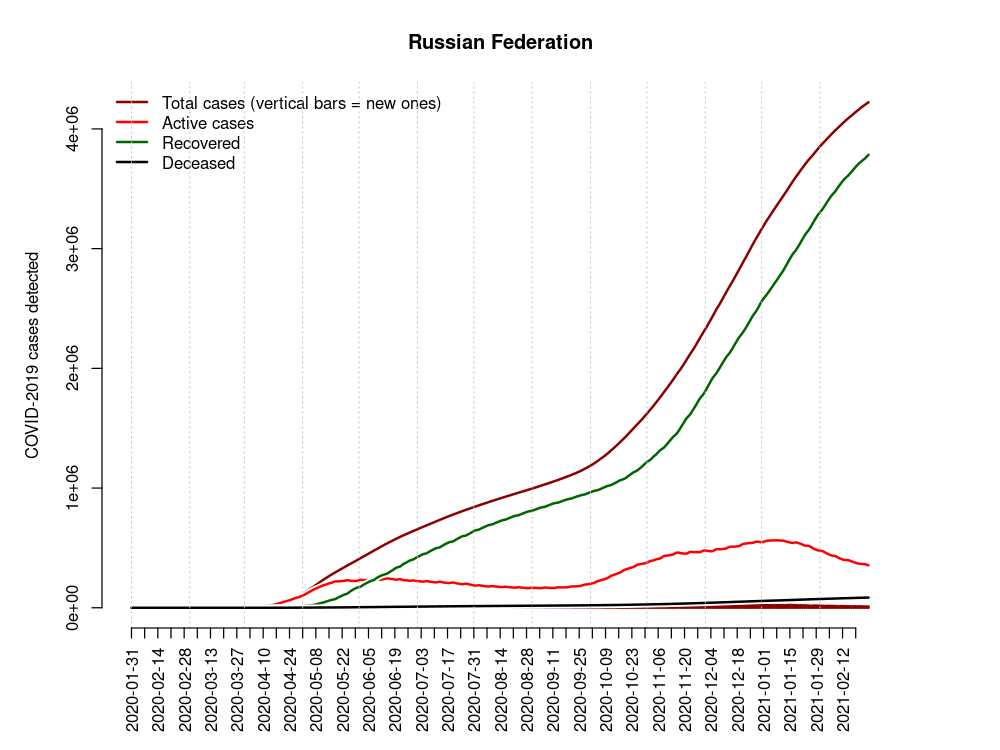 Russian Federation
Total cases (vertical bars = new ones)
Active cases
Recovered
Deceased
COVID-2019 cases detected
4e+06
3e+06
2e+06
1e+06
0e+00
2020-01-31
2020-02-14
2020-02-28
2020-03-13
2020-03-27
2020-04-10
2020-04-24
2020-05-08
2020-05-22
2020-06-05
2020-06-19
2020-07-03
2020-07-17
2020-07-31
2020-08-14
2020-08-28
2020-09-11
2020-09-25
2020-10-09
2020-10-23
2020-11-06
2020-11-20
2020-12-04
2020-12-18
2021-01-01
2021-01-15
2021-01-29
2021-02-12